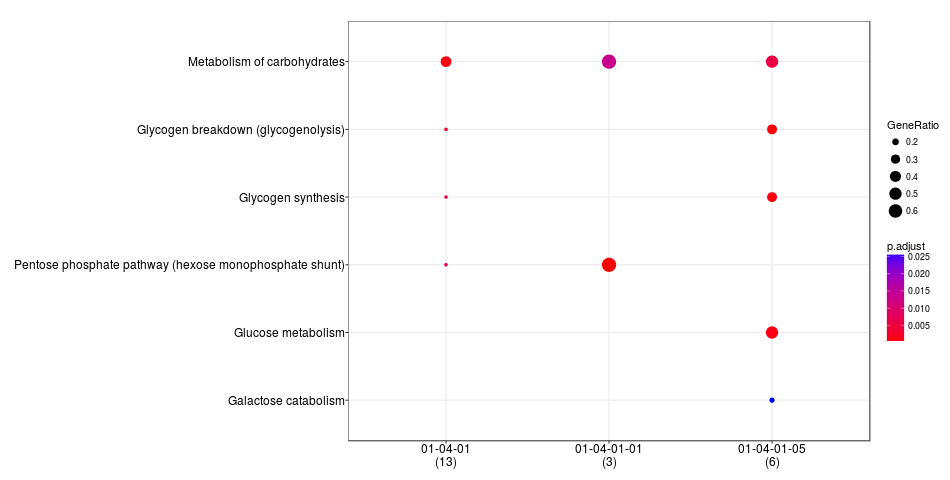 Metabolism of carbohydrates
Glycogen breakdown (glycogenolysis)
Glycogen synthesis
Pentose phosphate pathway (hexose monophosphate shunt)
Glucose metabolism
Galactose catabolism
01-04-01
(13)
01-04-01-01
(3)
01-04-01-05
(6)
GeneRatio
0.2
0.3
0.4
0.5
0.6
p.adjust
0.025
0.020
0.015
0.010
0.005